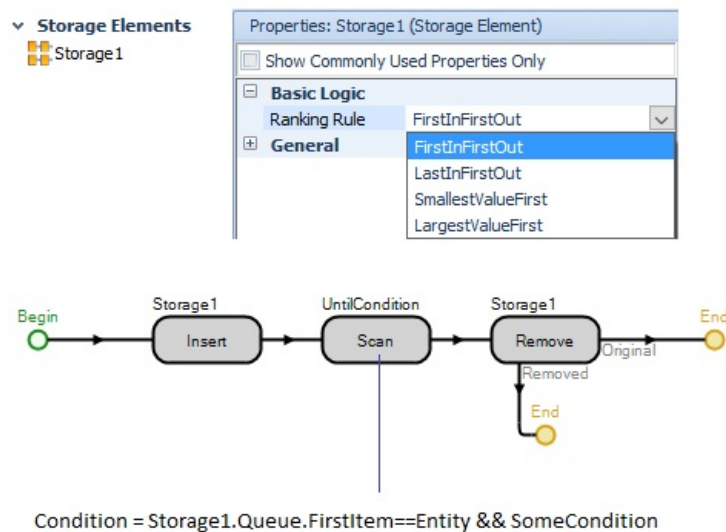 Storage Elements
Storage1
Properties: Storage1 (Storage Element)
Show Commonly Used Properties Only
Basic Logic
Ranking Rule FirstInFirstOut
General
FirstInFirstOut
LastInFirstOut
SmallestValueFirst
LargestValueFirst
Storage1 UntilCondition Storage1
Begin End
Insert Scan Remove
Original
Removed
End
Condition = Storage1.Queue.FirstItem==Entity && SomeCondition